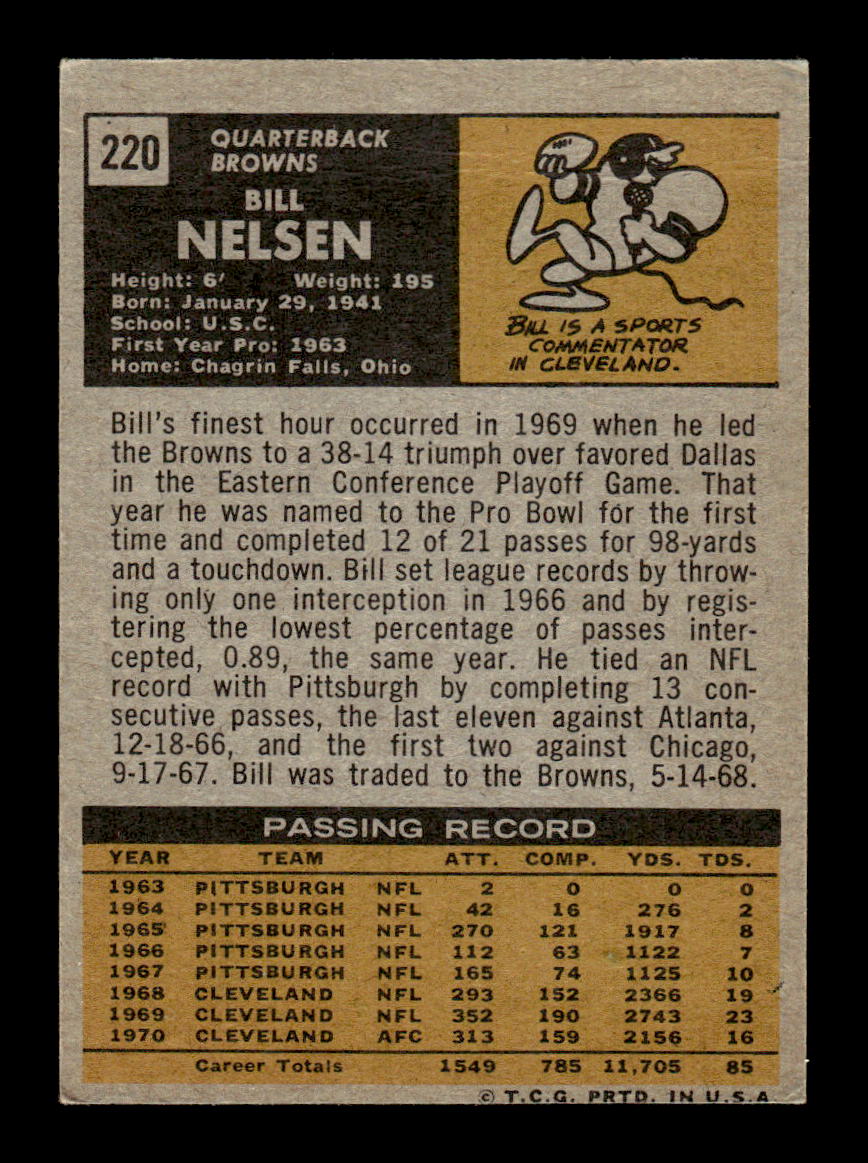 220
QUARTERBACK
BROWNS
BILL
NELSEN
Height: 6' Weight: 195
Born: January 29, 1941
School: U.S.C.
First Year Pro: 1963
Home: Chagrin Falls, Ohio
BILL IS A SPORTS
COMMENTATOR
IN CLEVELAND.
Bill's finest hour occurred in 1969 when he led
the Browns to a 38-14 triumph over favored Dallas
in the Eastern Conference Playoff Game. That
year he was named to the Pro Bowl for the first
time and completed 12 of 21 passes for 98-yards
and a touchdown. Bill set league records by throw-
ing only one interception in 1966 and by regis-
tering the lowest percentage of passes inter-
cepted, 0.89, the same year. He tied an NFL
record with Pittsburgh by completing 13 con-
secutive passes, the last eleven against Atlanta,
12-18-66, and the first two against Chicago,
9-17-67. Bill was traded to the Browns, 5-14-68.
PASSING RECORD
YEAR TEAM ATT. COMP. YDS. TDS.
1963 PITTSBURGH NFL 2 0 0 0
1964 PITTSBURGH NFL 42 16 276 2
1965 PITTSBURGH NFL 270 121 1917 8
1966 PITTSBURGH NFL 112 63 1122 7
1967 PITTSBURGH NFL 165 74 1125 10
1968 CLEVELAND NFL 293 152 2366 19
1969 CLEVELAND NFL 352 190 2743 23
1970 CLEVELAND AFC 313 159 2156 16
Career Totals 1549 785 11,705 85
© T.C.G. PRTD. IN U.S.A